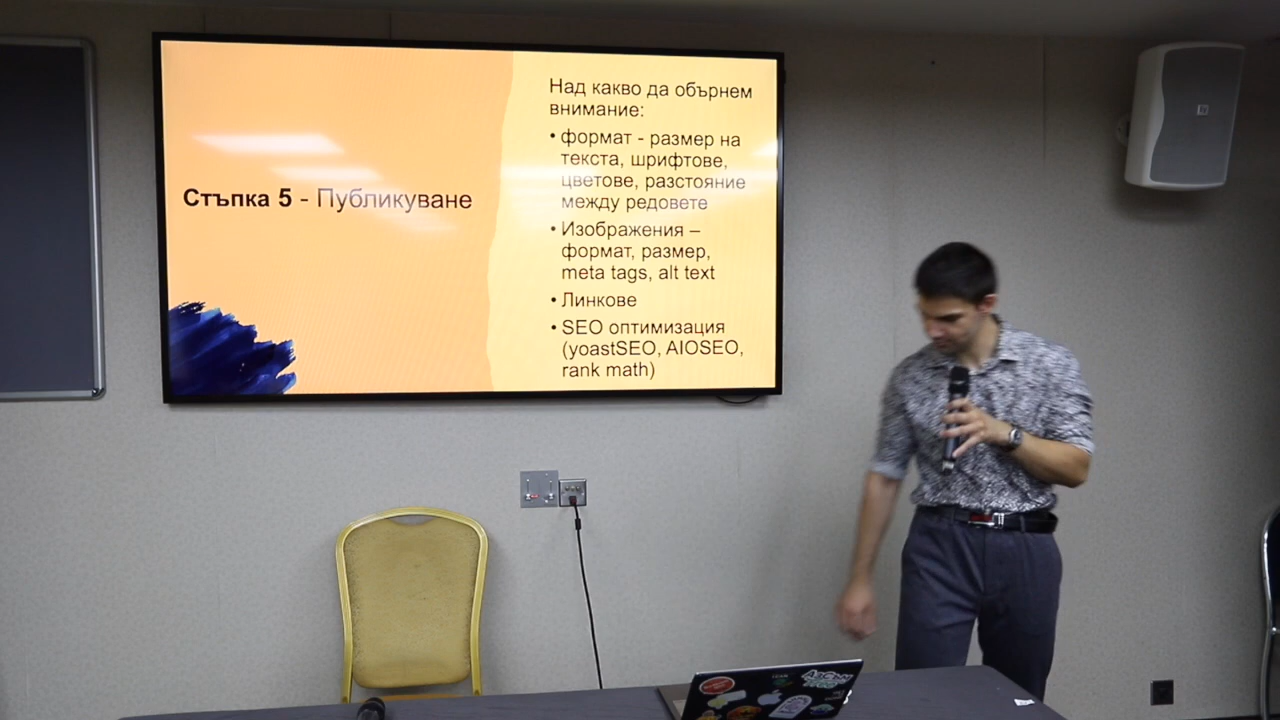 Стъпка 5 - Публикуване
Над какво да обърнем
внимание:
• формат - размер на
текста, шрифтове,
цветове, разстояние
между редовете
• Изображения –
формат, размер,
meta tags, alt text
• Линкове
• SEO оптимизация
(yoastSEO, AIOSEO,
rank math)